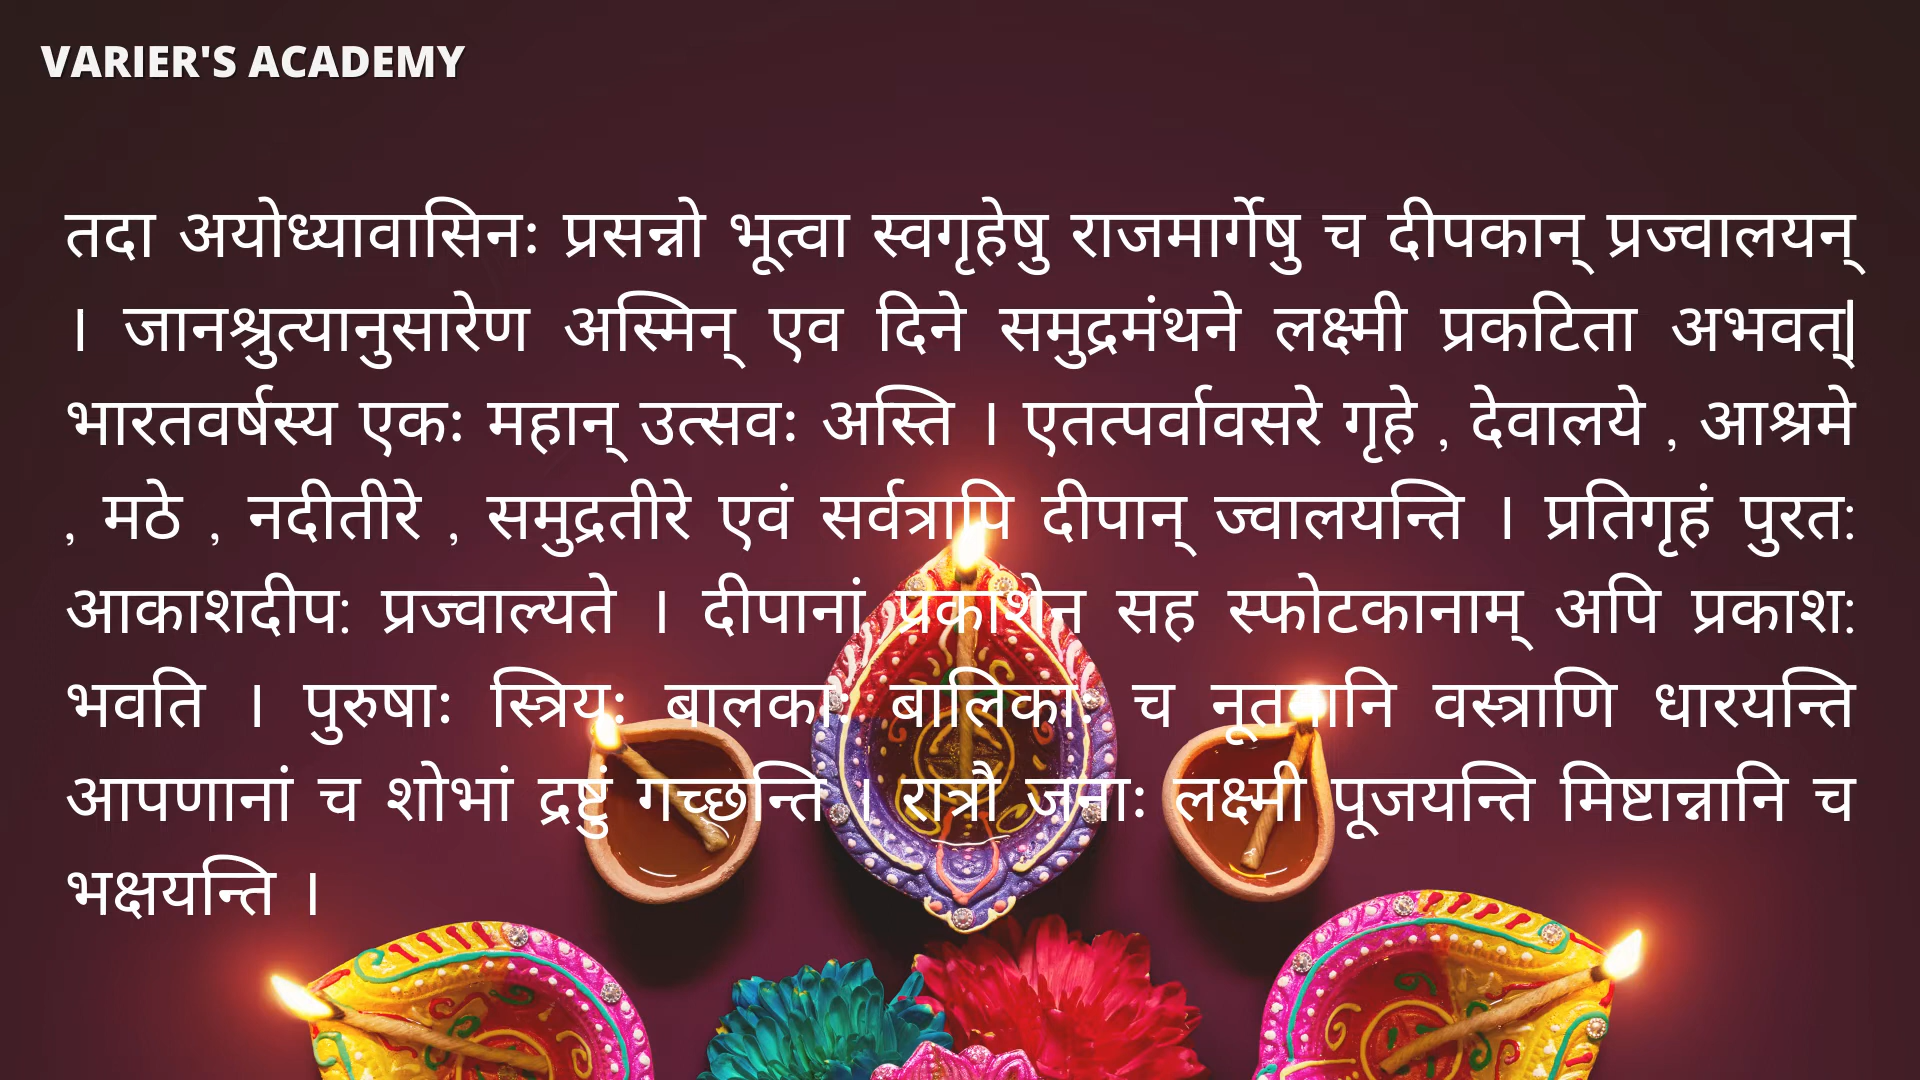 VARIER'S ACADEMY
तदा अयोध्यावासिनः प्रसन्नो भूत्वा स्वगृहेषु राजमार्गेषु च दीपकान् प्रज्वालयन्
। जानश्रुत्यानुसारेण अस्मिन् एव दिने समुद्रमंथने लक्ष्मी प्रकटिता अभवत्|
भारतवर्षस्य एकः महान् उत्सवः अस्ति । एतत्पर्वावसरे गृहे , देवालये , आश्रमे
, मठे , नदीतीरे , समुद्रतीरे एवं सर्वत्रापि दीपान् ज्वालयन्ति । प्रतिगृहं पुरत:
आकाशदीप: प्रज्वाल्यते । दीपानां प्रकाशेन सह स्फोटकानाम् अपि प्रकाश:
भवति । पुरुषाः स्त्रियः बालकाः बालिकाः च नूतनानि वस्त्राणि धारयन्ति
आपणानां च शोभां द्रष्टुं गच्छन्ति । रात्रौ जनाः लक्ष्मी पूजयन्ति मिष्टान्नानि च
भक्षयन्ति ।